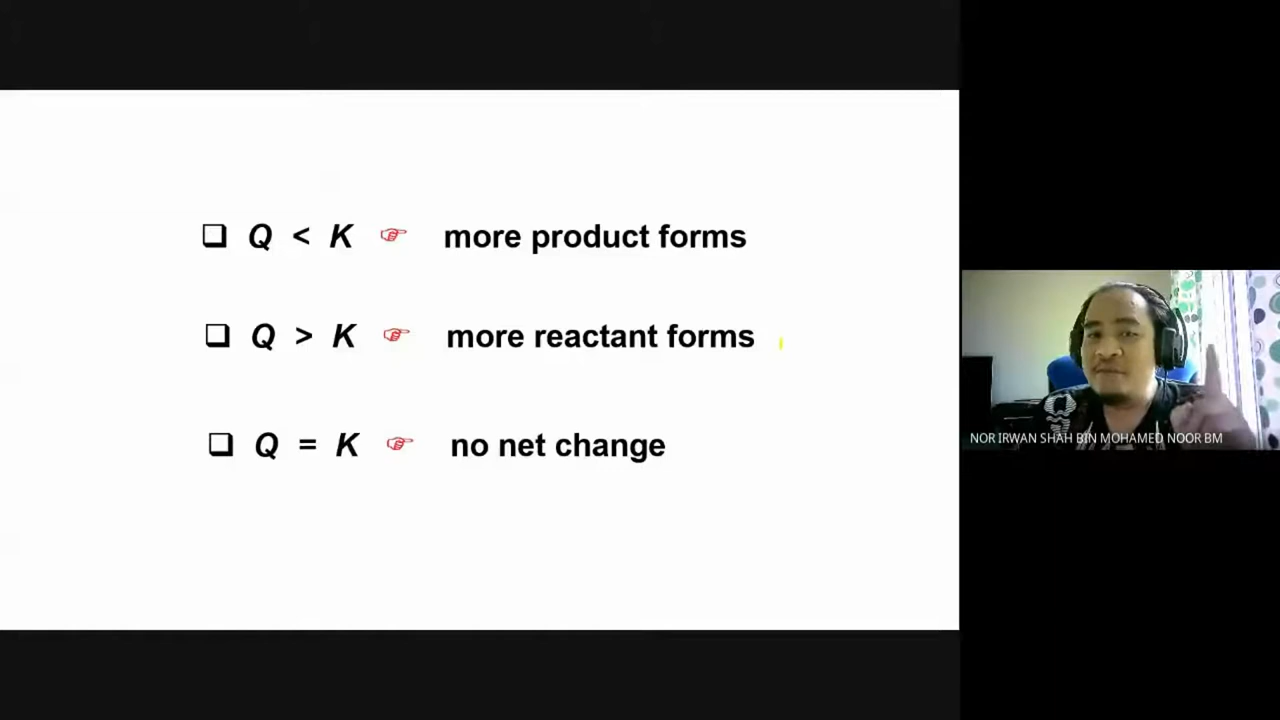 ❑ Q < K ☞ more product forms
❑ Q > K ☞ more reactant forms
❑ Q = K ☞ no net change
NOR IRWAN SHAH BIN MOHAMED NOOR BM